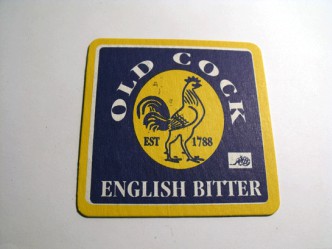 OLD COCK
EST 1788
ENGLISH BITTER